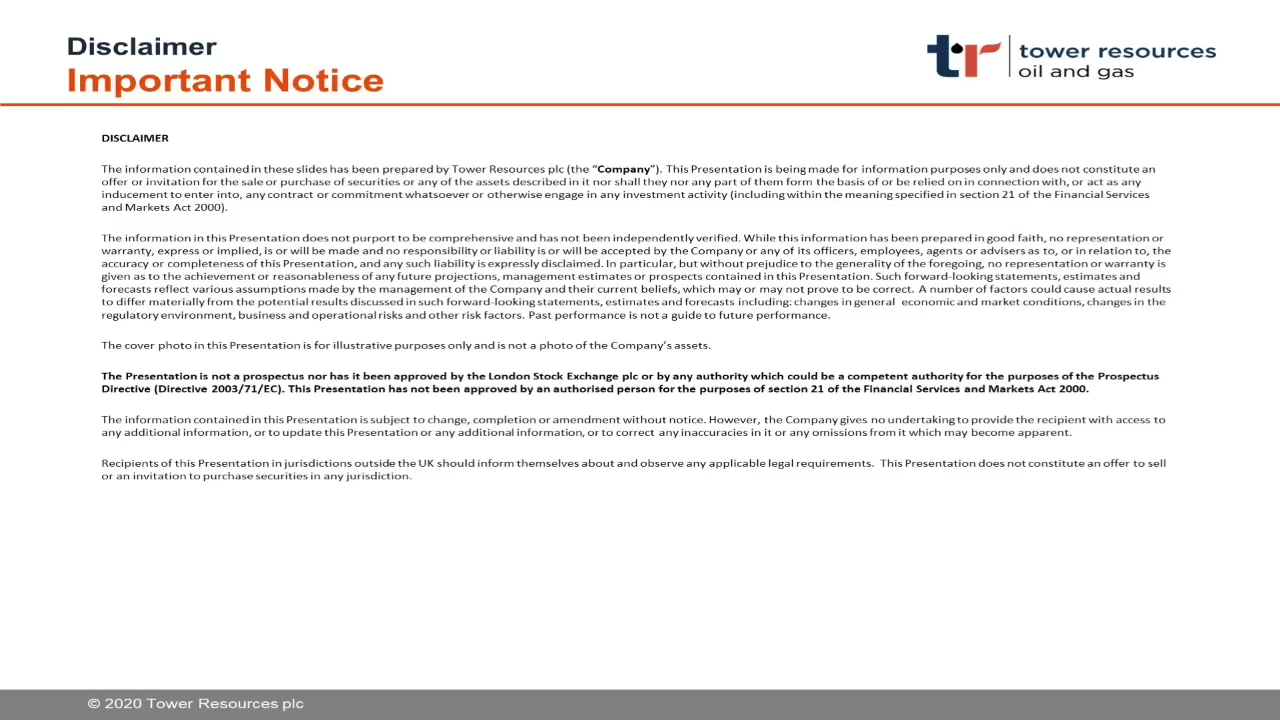 Disclaimer
Important Notice
tr
tower resources
oil and gas
DISCLAIMER
The information contained in these slides has been prepared by Tower Resources plc (the “Company”). This Presentation is being made for information purposes only and does not constitute an
offer or invitation for the sale or purchase of securities or any of the assets described in it nor shall they nor any part of them form the basis of or be relied on in connection with, or act as any
inducement to enter into, any contract or commitment whatsoever or otherwise engage in any investment activity (including within the meaning specified in section 21 of the Financial Services
and Markets Act 2000).
The information in this Presentation does not purport to be comprehensive and has not been independently verified. While this information has been prepared in good faith, no representation or
warranty, express or implied, is or will be made and no responsibility or liability is or will be accepted by the Company or any of its officers, employees, agents or advisers as to, or in relation to, the
accuracy or completeness of this Presentation, and any such liability is expressly disclaimed. In particular, but without prejudice to the generality of the foregoing, no representation or warranty is
given as to the achievement or reasonableness of any future projections, management estimates or prospects contained in this Presentation. Such forward-looking statements, estimates and
forecasts reflect various assumptions made by the management of the Company and their current beliefs, which may or may not prove to be correct. A number of factors could cause actual results
to differ materially from the potential results discussed in such forward-looking statements, estimates and forecasts including: changes in general economic and market conditions, changes in the
regulatory environment, business and operational risks and other risk factors. Past performance is not a guide to future performance.
The cover photo in this Presentation is for illustrative purposes only and is not a photo of the Company’s assets.
The Presentation is not a prospectus nor has it been approved by the London Stock Exchange plc or by any authority which could be a competent authority for the purposes of the Prospectus
Directive (Directive 2003/71/EC). This Presentation has not been approved by an authorised person for the purposes of section 21 of the Financial Services and Markets Act 2000.
The information contained in this Presentation is subject to change, completion or amendment without notice. However, the Company gives no undertaking to provide the recipient with access to
any additional information, or to update this Presentation or any additional information, or to correct any inaccuracies in it or any omissions from it which may become apparent.
Recipients of this Presentation in jurisdictions outside the UK should inform themselves about and observe any applicable legal requirements. This Presentation does not constitute an offer to sell
or an invitation to purchase securities in any jurisdiction.
© 2020 Tower Resources plc